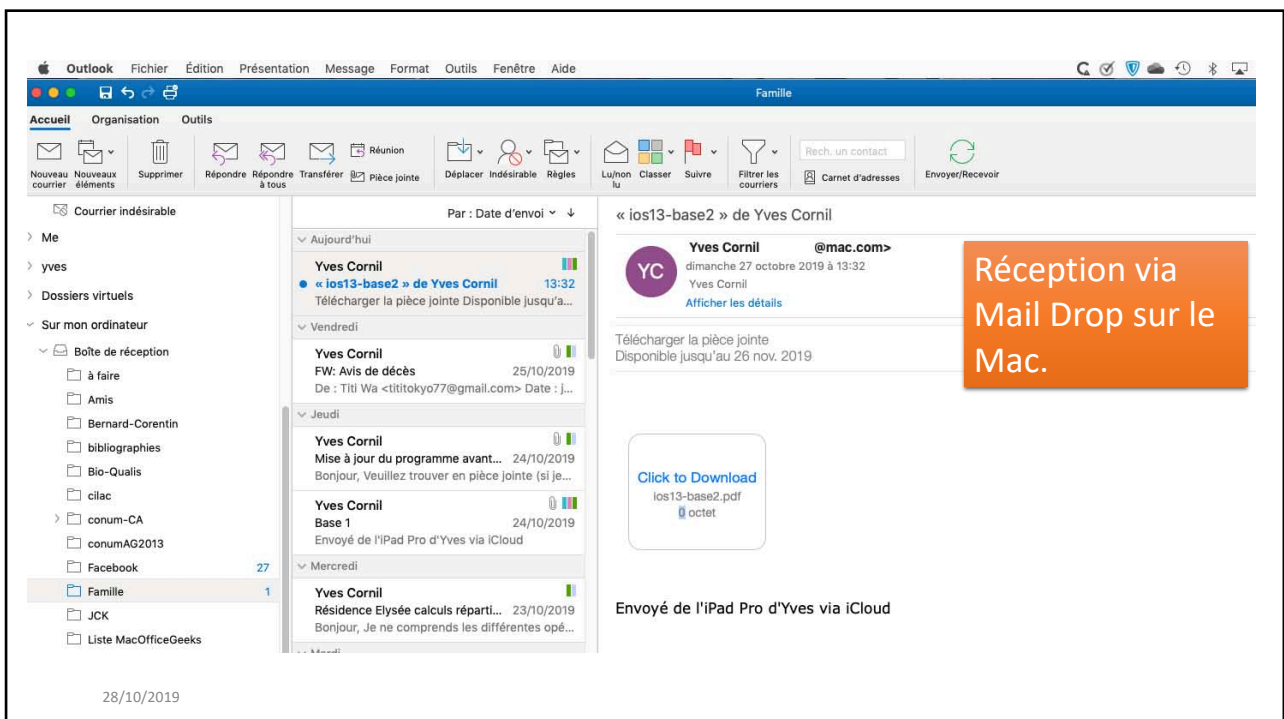 Outlook Fichier Édition Présentation Message Format Outils Fenêtre Aide
Famille
Accueil Organisation Outils
Nouveau courrier
Nouveaux éléments
Supprimer
Répondre
Répondre à tous
Transférer
Réunion
Pièce jointe
Déplacer
Indésirable
Règles
Lu/non lu
Classer
Suivre
Filtrer les courriers
Rech. un contact
Carnet d'adresses
Envoyer/Recevoir
Courrier indésirable
Me
yves
Dossiers virtuels
Sur mon ordinateur
Boîte de réception
à faire
Amis
Bernard-Corentin
bibliographies
Bio-Qualis
cilac
conum-CA
conumAG2013
Facebook 27
Famille 1
JCK
Liste MacOfficeGeeks
Par : Date d'envoi
Aujourd'hui
Yves Cornil
« ios13-base2 » de Yves Cornil 13:32
Télécharger la pièce jointe Disponible jusqu'a...
Vendredi
Yves Cornil
FW: Avis de décès 25/10/2019
De : Titi Wa <tititokyo77@gmail.com> Date : j...
Jeudi
Yves Cornil
Mise à jour du programme avant... 24/10/2019
Bonjour, Veuillez trouver en pièce jointe (si je...
Yves Cornil
Base 1 24/10/2019
Envoyé de l'iPad Pro d'Yves via iCloud
Mercredi
Yves Cornil
Résidence Elysée calculs réparti... 23/10/2019
Bonjour, Je ne comprends les différentes opé...
Mardi
« ios13-base2 » de Yves Cornil
YC
Yves Cornil @mac.com>
dimanche 27 octobre 2019 à 13:32
Yves Cornil
Afficher les détails
Télécharger la pièce jointe
Disponible jusqu'au 26 nov. 2019
Click to Download
ios13-base2.pdf
0 octet
Envoyé de l'iPad Pro d'Yves via iCloud
Réception via
Mail Drop sur le
Mac.
28/10/2019